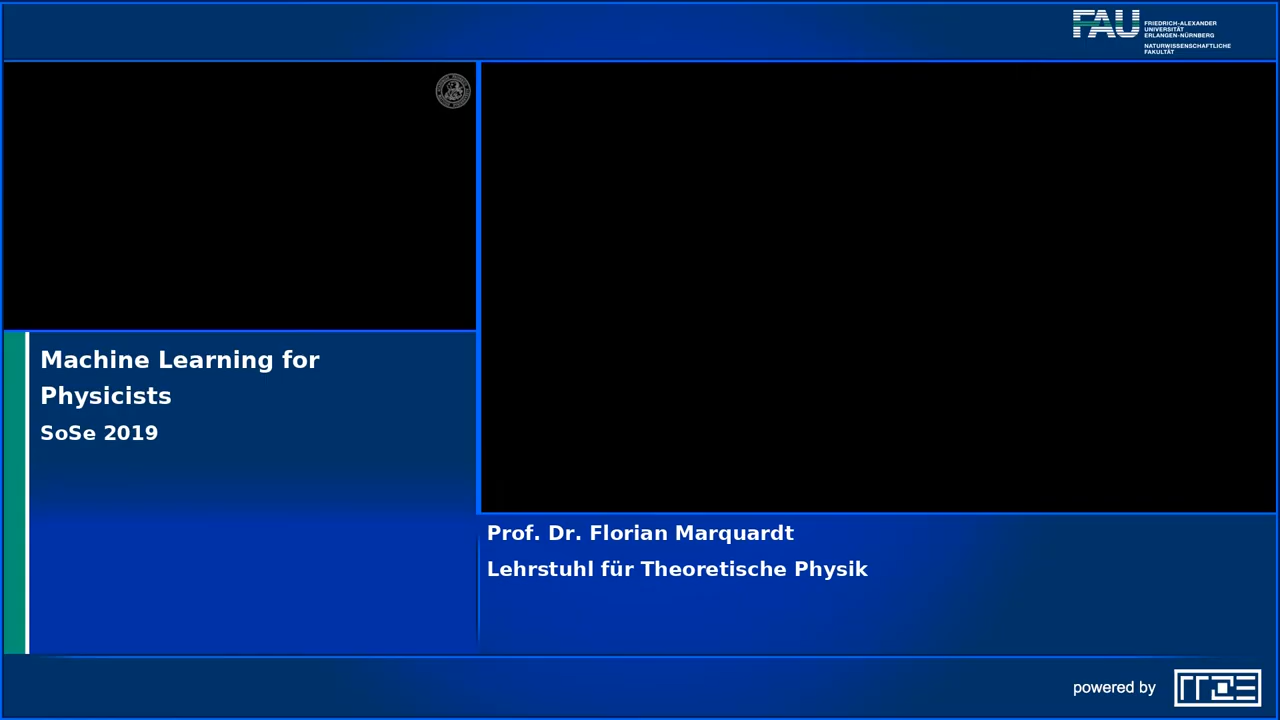 FAU
FRIEDRICH-ALEXANDER
UNIVERSITÄT
ERLANGEN-NÜRNBERG
NATURWISSENSCHAFTLICHE
FAKULTÄT
Machine Learning for
Physicists
SoSe 2019
Prof. Dr. Florian Marquardt
Lehrstuhl für Theoretische Physik
powered by